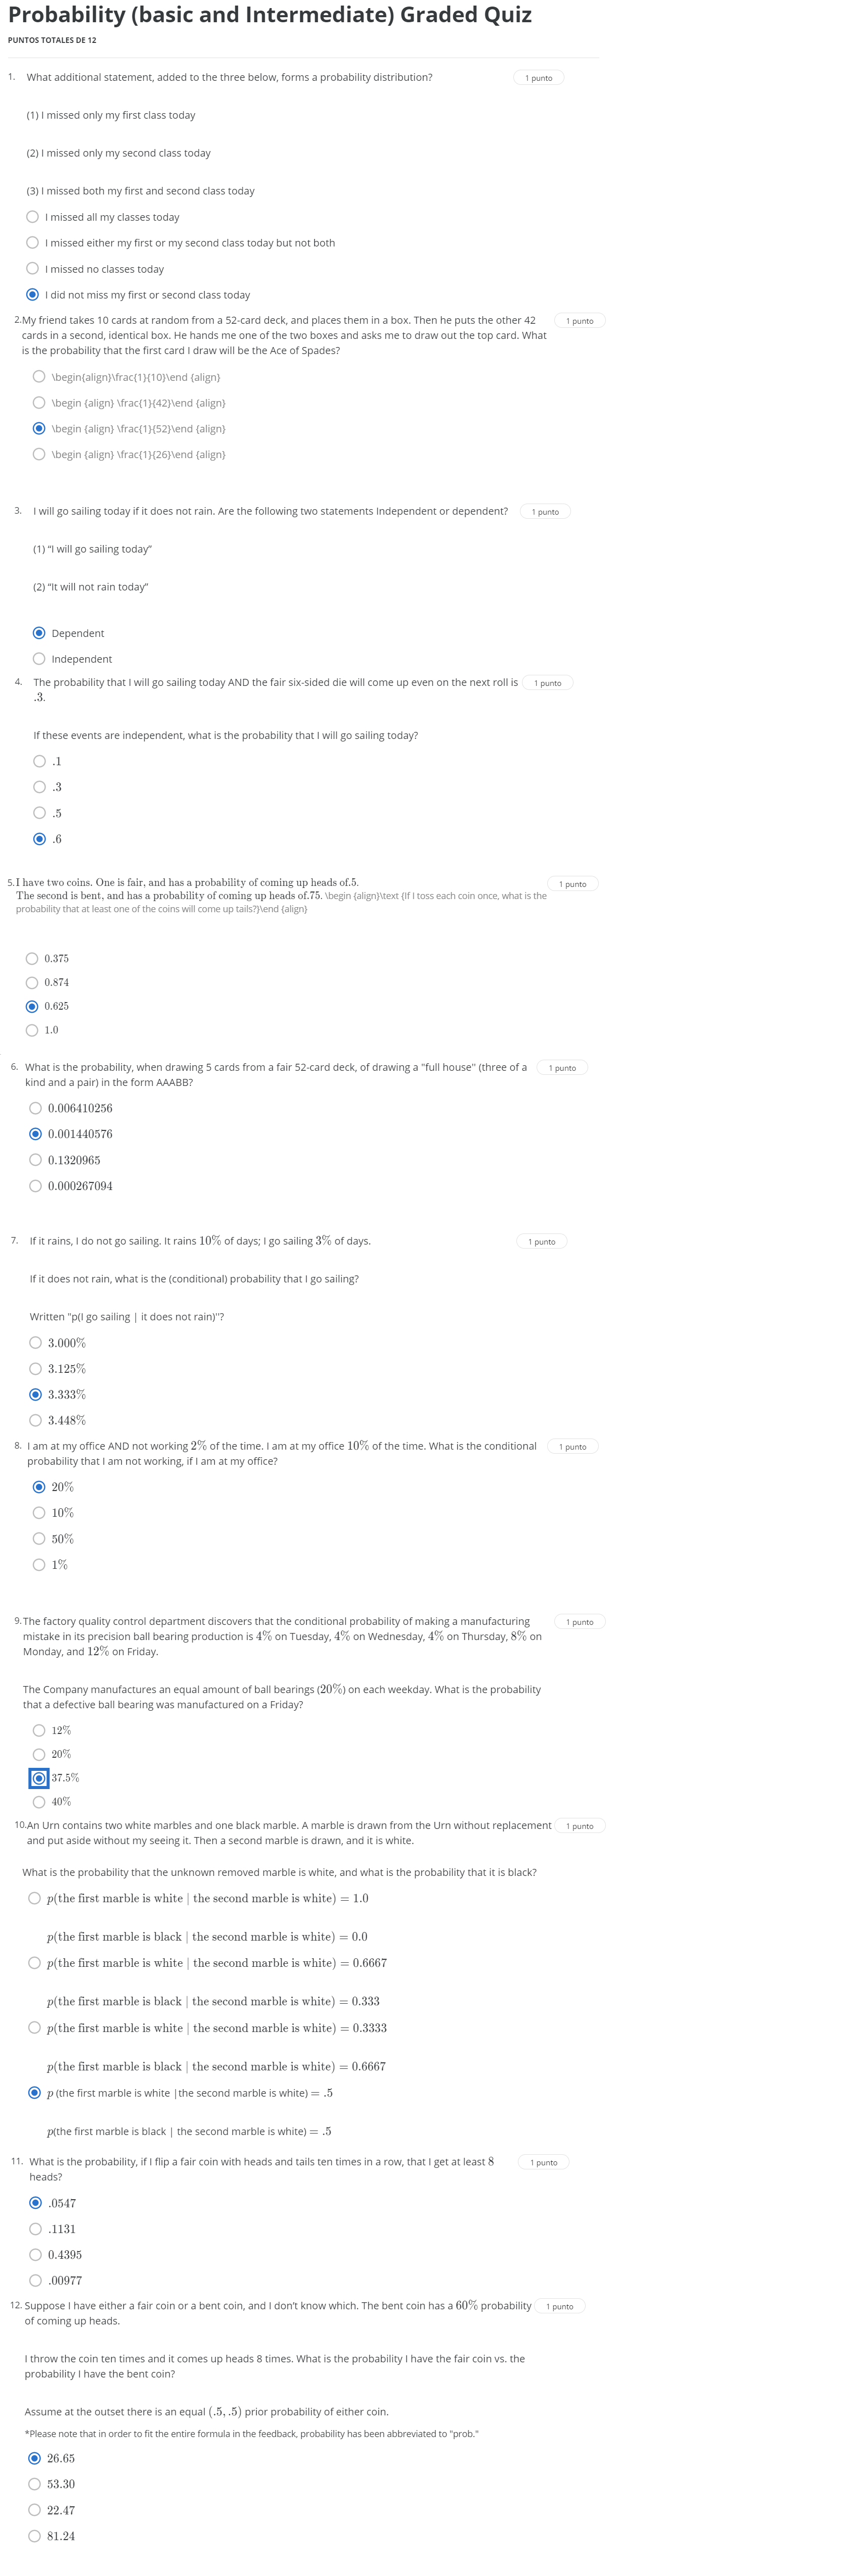 Probability (basic and Intermediate) Graded Quiz
PUNTOS TOTALES DE 12
1. What additional statement, added to the three below, forms a probability distribution? 1 punto
(1) I missed only my first class today
(2) I missed only my second class today
(3) I missed both my first and second class today
I missed all my classes today
I missed either my first or my second class today but not both
I missed no classes today
I did not miss my first or second class today
2. My friend takes 10 cards at random from a 52-card deck, and places them in a box. Then he puts the other 42 1 punto
cards in a second, identical box. He hands me one of the two boxes and asks me to draw out the top card. What
is the probability that the first card I draw will be the Ace of Spades?
\begin{align}\frac{1}{10}\end {align}
\begin {align} \frac{1}{42}\end {align}
\begin {align} \frac{1}{52}\end {align}
\begin {align} \frac{1}{26}\end {align}
3. I will go sailing today if it does not rain. Are the following two statements Independent or dependent? 1 punto
(1) “I will go sailing today”
(2) “It will not rain today”
Dependent
Independent
4. The probability that I will go sailing today AND the fair six-sided die will come up even on the next roll is 1 punto
.3.
If these events are independent, what is the probability that I will go sailing today?
.1
.3
.5
.6
5. I have two coins. One is fair, and has a probability of coming up heads of.5. 1 punto
The second is bent, and has a probability of coming up heads of.75. \begin {align}\text {If I toss each coin once, what is the
probability that at least one of the coins will come up tails?}\end {align}
0.375
0.874
0.625
1.0
6. What is the probability, when drawing 5 cards from a fair 52-card deck, of drawing a "full house" (three of a 1 punto
kind and a pair) in the form AAABB?
0.006410256
0.001440576
0.1320965
0.000267094
7. If it rains, I do not go sailing. It rains 10% of days; I go sailing 3% of days. 1 punto
If it does not rain, what is the (conditional) probability that I go sailing?
Written "p(I go sailing | it does not rain)"?
3.000%
3.125%
3.333%
3.448%
8. I am at my office AND not working 2% of the time. I am at my office 10% of the time. What is the conditional 1 punto
probability that I am not working, if I am at my office?
20%
10%
50%
1%
9. The factory quality control department discovers that the conditional probability of making a manufacturing 1 punto
mistake in its precision ball bearing production is 4% on Tuesday, 4% on Wednesday, 4% on Thursday, 8% on
Monday, and 12% on Friday.
The Company manufactures an equal amount of ball bearings (20%) on each weekday. What is the probability
that a defective ball bearing was manufactured on a Friday?
12%
20%
37.5%
40%
10. An Urn contains two white marbles and one black marble. A marble is drawn from the Urn without replacement 1 punto
and put aside without my seeing it. Then a second marble is drawn, and it is white.
What is the probability that the unknown removed marble is white, and what is the probability that it is black?
p(the first marble is white | the second marble is white) = 1.0
p(the first marble is black | the second marble is white) = 0.0
p(the first marble is white | the second marble is white) = 0.6667
p(the first marble is black | the second marble is white) = 0.333
p(the first marble is white | the second marble is white) = 0.3333
p(the first marble is black | the second marble is white) = 0.6667
p (the first marble is white |the second marble is white) = .5
p(the first marble is black | the second marble is white) = .5
11. What is the probability, if I flip a fair coin with heads and tails ten times in a row, that I get at least 8 1 punto
heads?
.0547
.1131
0.4395
.00977
12. Suppose I have either a fair coin or a bent coin, and I don’t know which. The bent coin has a 60% probability 1 punto
of coming up heads.
I throw the coin ten times and it comes up heads 8 times. What is the probability I have the fair coin vs. the
probability I have the bent coin?
Assume at the outset there is an equal (.5, .5) prior probability of either coin.
*Please note that in order to fit the entire formula in the feedback, probability has been abbreviated to "prob."
26.65
53.30
22.47
81.24